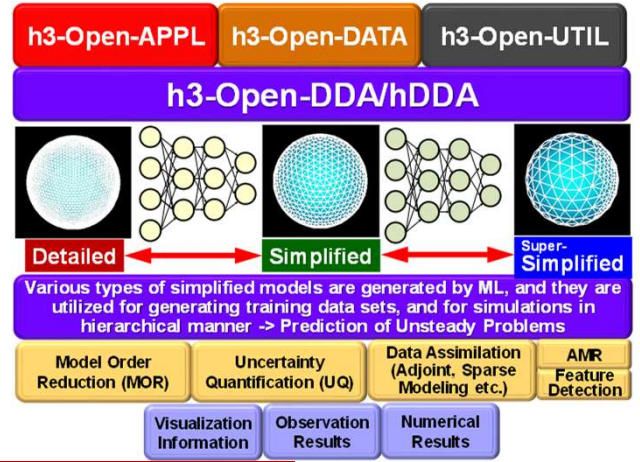 h3-Open-APPL h3-Open-DATA h3-Open-UTIL
h3-Open-DDA/hDDA
Detailed Simplified Super-Simplified
Various types of simplified models are generated by ML, and they are
utilized for generating training data sets, and for simulations in
hierarchical manner -> Prediction of Unsteady Problems
Model Order
Reduction (MOR)
Uncertainty
Quantification (UQ)
Data Assimilation
(Adjoint, Sparse
Modeling etc.)
AMR
Feature
Detection
Visualization
Information
Observation
Results
Numerical
Results